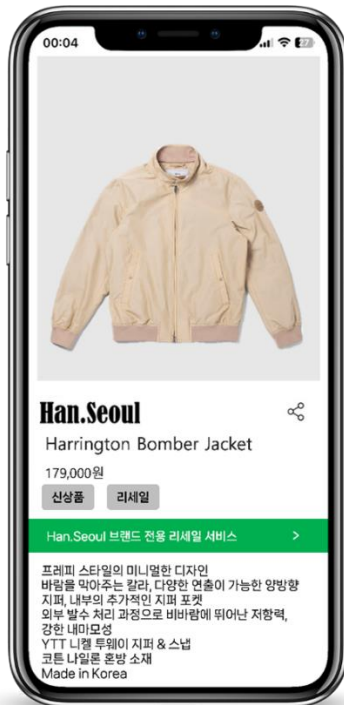 00:04
27
Han.Seoul
Harrington Bomber Jacket
179,000원
신상품 리세일
Han.Seoul 브랜드 전용 리세일 서비스 >
프레피 스타일의 미니멀한 디자인
바람을 막아주는 칼라, 다양한 연출이 가능한 양방향
지퍼, 내부의 추가적인 지퍼 포켓
외부 발수 처리 과정으로 비바람에 뛰어난 저항력,
강한 내마모성
YTT 니켈 투웨이 지퍼 & 스냅
코튼 나일론 혼방 소재
Made in Korea